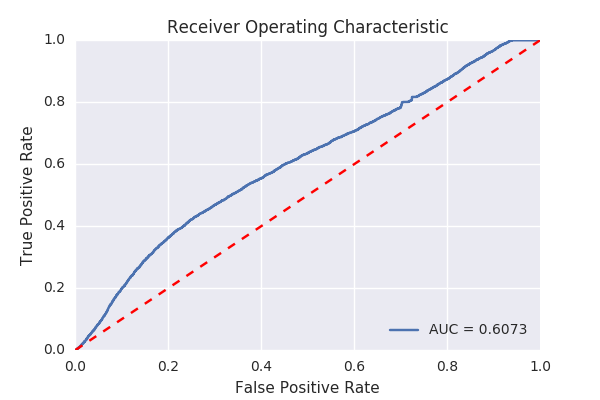 Receiver Operating Characteristic
1.0
0.8
0.6
0.4
0.2
0.0
True Positive Rate
AUC = 0.6073
0.0 0.2 0.4 0.6 0.8 1.0
False Positive Rate